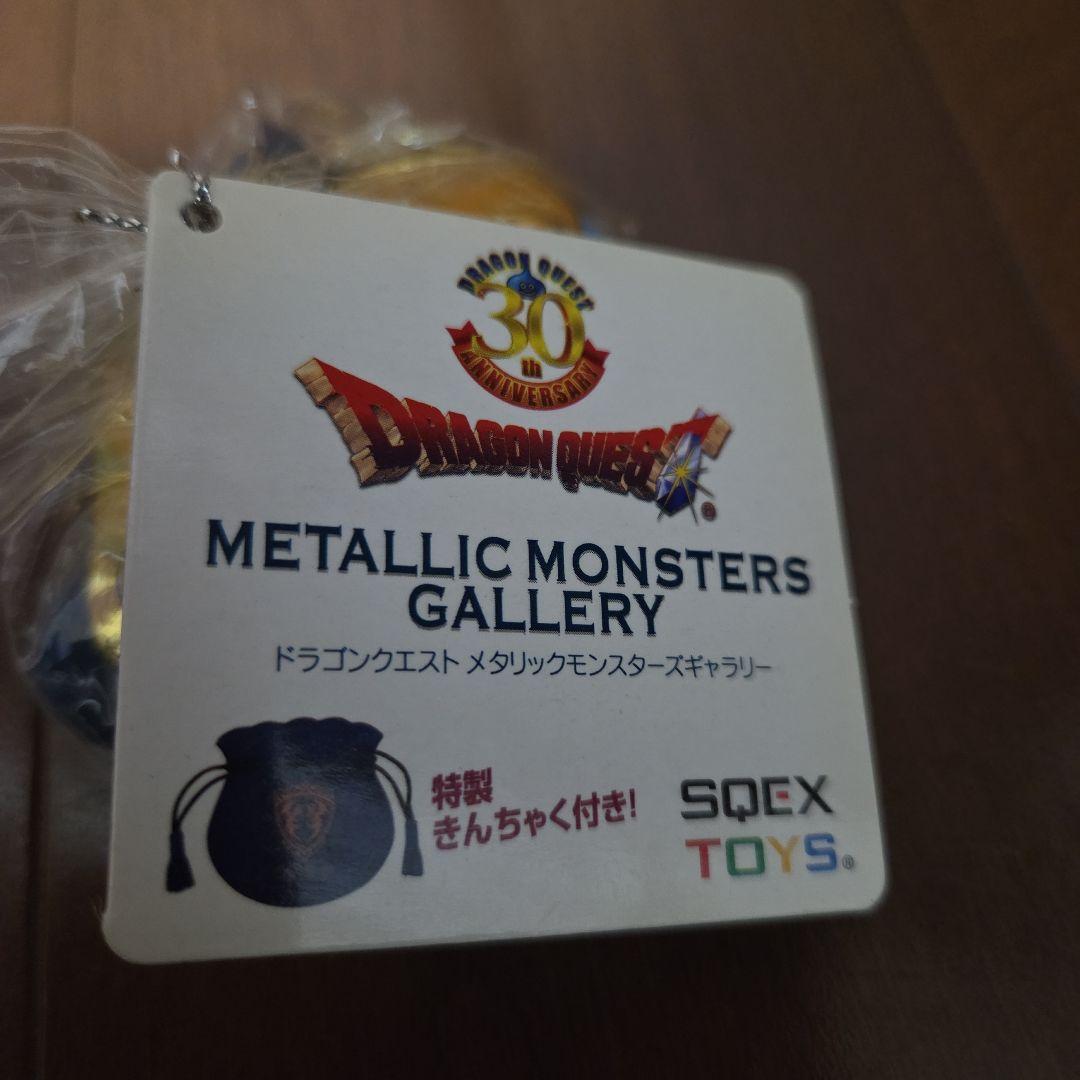 DRAGON QUEST
30
th
ANNIVERSARY
DRAGON QUEST®
METALLIC MONSTERS
GALLERY
ドラゴンクエスト メタリックモンスターズギャラリー
特製
きんちゃく付き!
SQEX
TOYS®